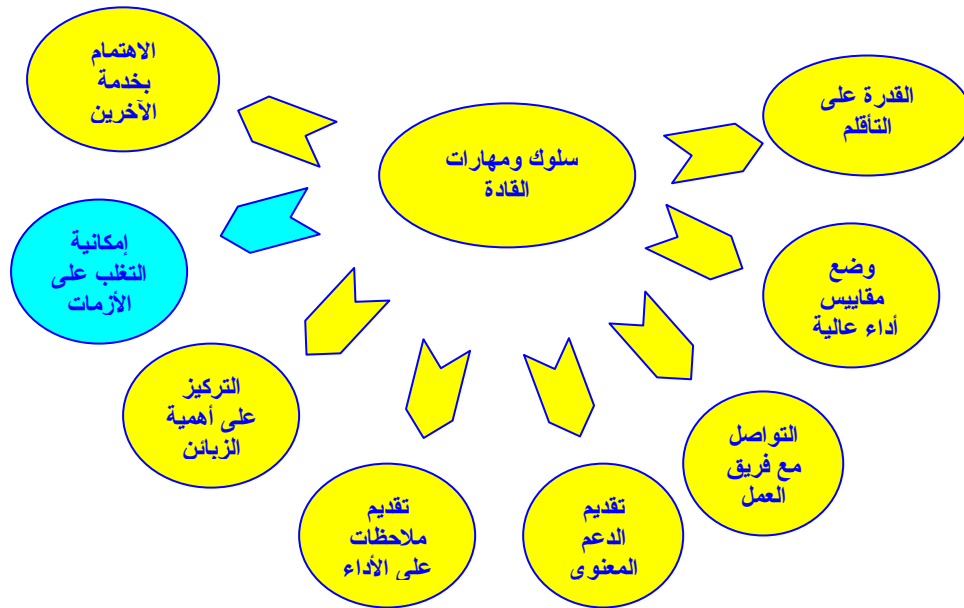 سلوك ومهارات
القادة
القدرة على
التأقلم
وضع
مقاييس
أداء عالية
التواصل
مع فريق
العمل
تقديم
الدعم
المعنوى
تقديم
ملاحظات
على الأداء
التركيز
على أهمية
الزبائن
إمكانية
التغلب على
الأزمات
الاهتمام
بخدمة
الآخرين